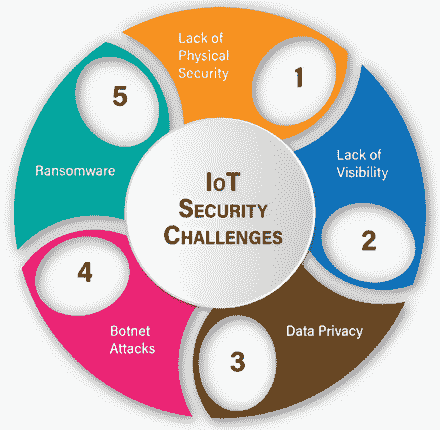 IoT
Security
Challenges
Lack of
Physical
Security
1
Lack of
Visibility
2
Data Privacy
3
Botnet
Attacks
4
Ransomware
5